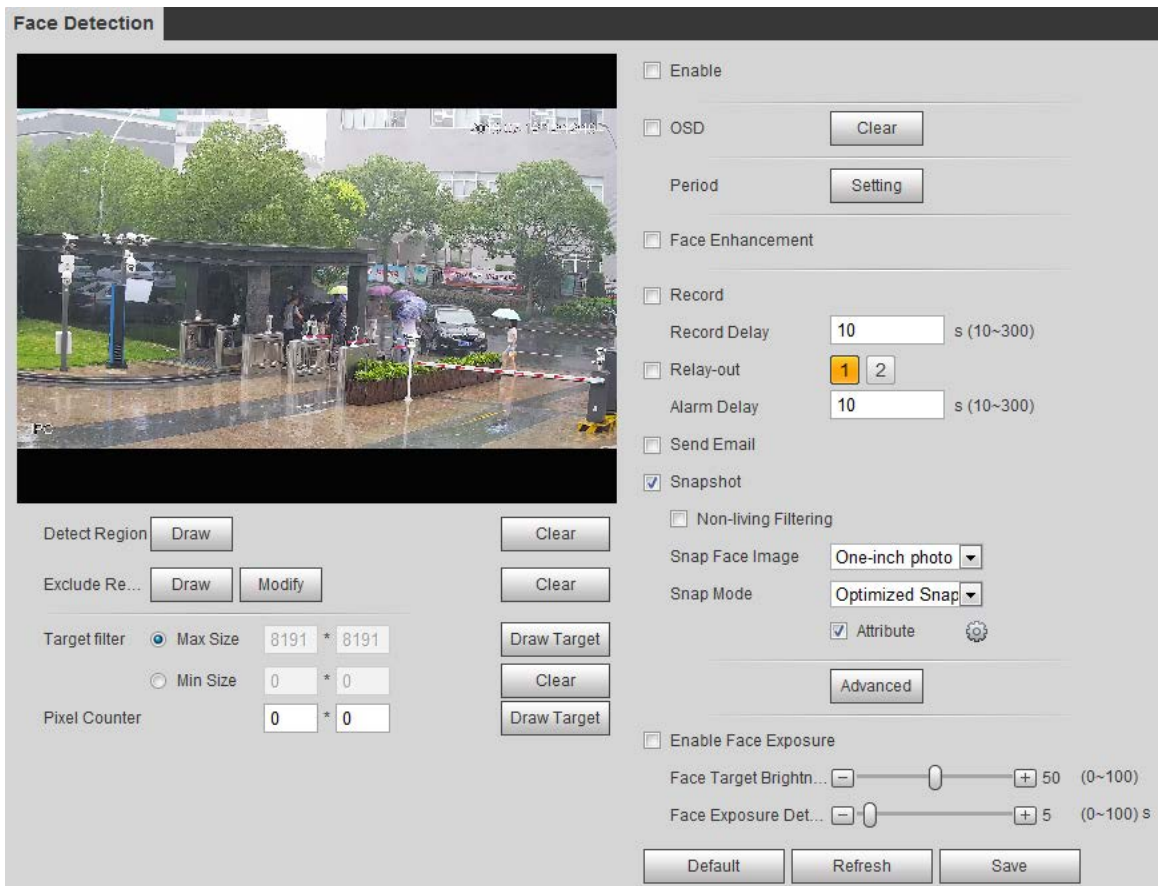 Face Detection
Enable
OSD Clear
Period Setting
Face Enhancement
Record
Record Delay 10 s (10~300)
Relay-out 1 2
Alarm Delay 10 s (10~300)
Send Email
Snapshot
Non-living Filtering
Snap Face Image One-inch photo
Snap Mode Optimized Snap
Attribute
Advanced
Enable Face Exposure
Face Target Brightn... 50 (0~100)
Face Exposure Det... 5 (0~100) s
Default Refresh Save
Detect Region Draw Clear
Exclude Re... Draw Modify Clear
Target filter Max Size 8191 * 8191 Draw Target
Min Size 0 * 0 Clear
Pixel Counter 0 * 0 Draw Target